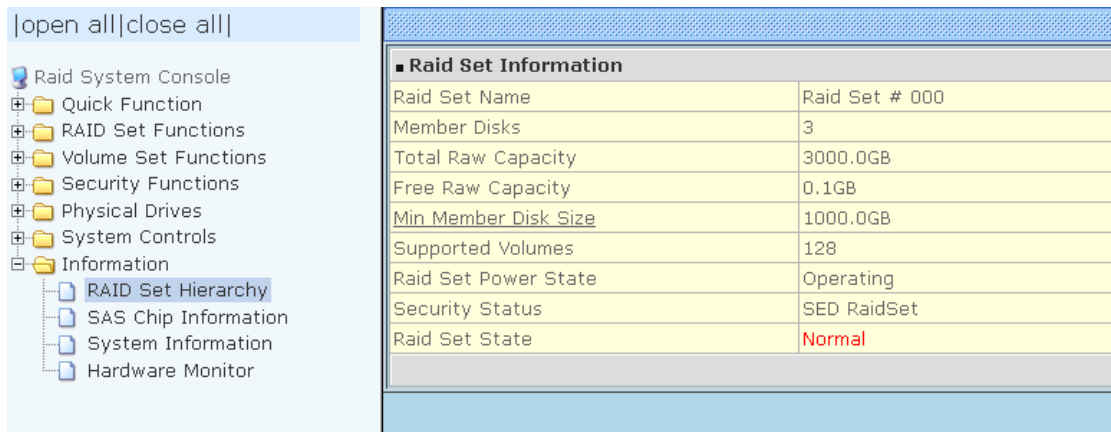 |open all|close all|
Raid System Console
Quick Function
RAID Set Functions
Volume Set Functions
Security Functions
Physical Drives
System Controls
Information
RAID Set Hierarchy
SAS Chip Information
System Information
Hardware Monitor
Raid Set Information
Raid Set Name Raid Set # 000
Member Disks 3
Total Raw Capacity 3000.0GB
Free Raw Capacity 0.1GB
Min Member Disk Size 1000.0GB
Supported Volumes 128
Raid Set Power State Operating
Security Status SED RaidSet
Raid Set State Normal